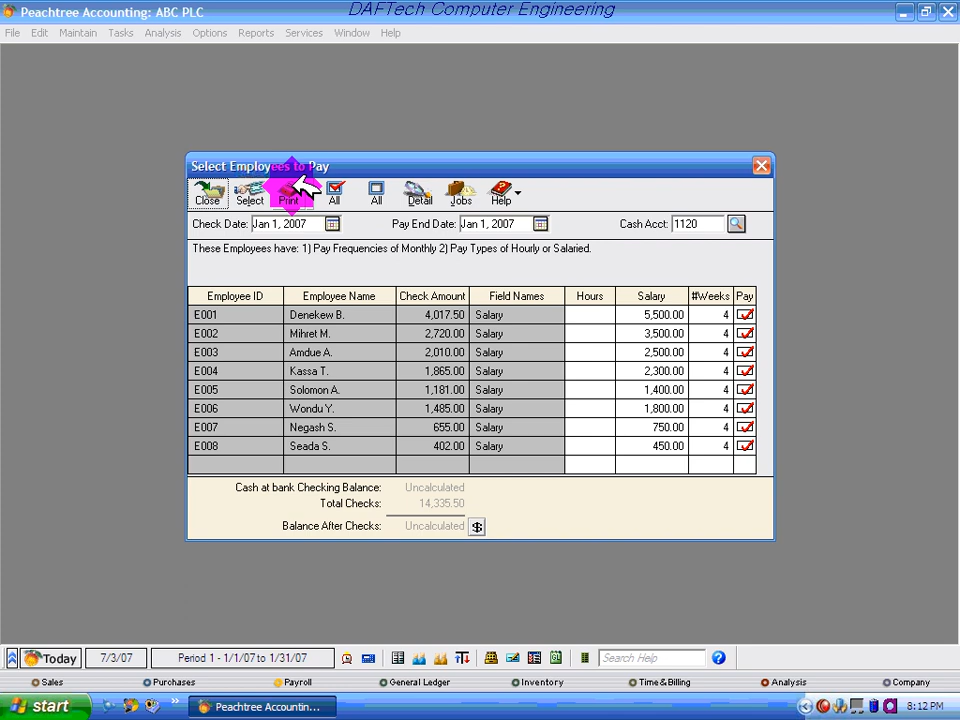 Peachtree Accounting: ABC PLC
DAFTech Computer Engineering
File Edit Maintain Tasks Analysis Options Reports Services Window Help
Select Employees to Pay
Close Select Print All All Detail Jobs Help
Check Date: Jan 1, 2007 Pay End Date: Jan 1, 2007 Cash Acct: 1120
These Employees have: 1) Pay Frequencies of Monthly 2) Pay Types of Hourly or Salaried.
Employee ID Employee Name Check Amount Field Names Hours Salary #Weeks Pay
E001 Denekew B. 4,017.50 Salary 5,500.00 4
E002 Mihret M. 2,720.00 Salary 3,500.00 4
E003 Amdue A. 2,010.00 Salary 2,500.00 4
E004 Kassa T. 1,865.00 Salary 2,300.00 4
E005 Solomon A. 1,181.00 Salary 1,400.00 4
E006 Wondu Y. 1,485.00 Salary 1,800.00 4
E007 Negash S. 655.00 Salary 750.00 4
E008 Seada S. 402.00 Salary 450.00 4
Cash at bank Checking Balance: Uncalculated
Total Checks: 14,335.50
Balance After Checks: Uncalculated $
Today 7/3/07 Period 1 - 1/1/07 to 1/31/07 Search Help
Sales Purchases Payroll General Ledger Inventory Time & Billing Analysis Company
start Peachtree Accountin... 8:12 PM